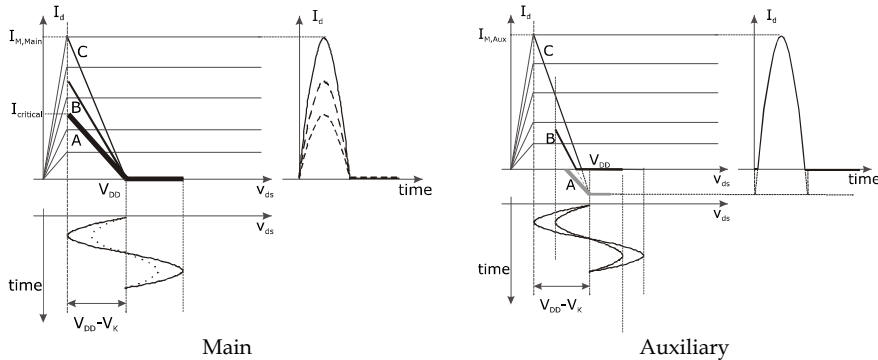 I_d
I_M,Main
C
I_critical
B
A
V_DD
v_ds
v_ds
time
V_DD-V_K
I_d
time
Main
I_d
I_M,Aux
C
B
V_DD
A
v_ds
v_ds
time
V_DD-V_K
I_d
time
Auxiliary